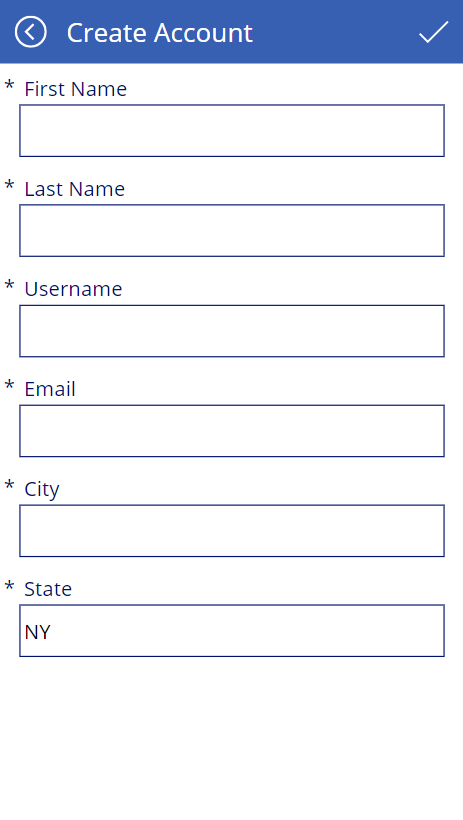 Create Account
* First Name
* Last Name
* Username
* Email
* City
* State
NY